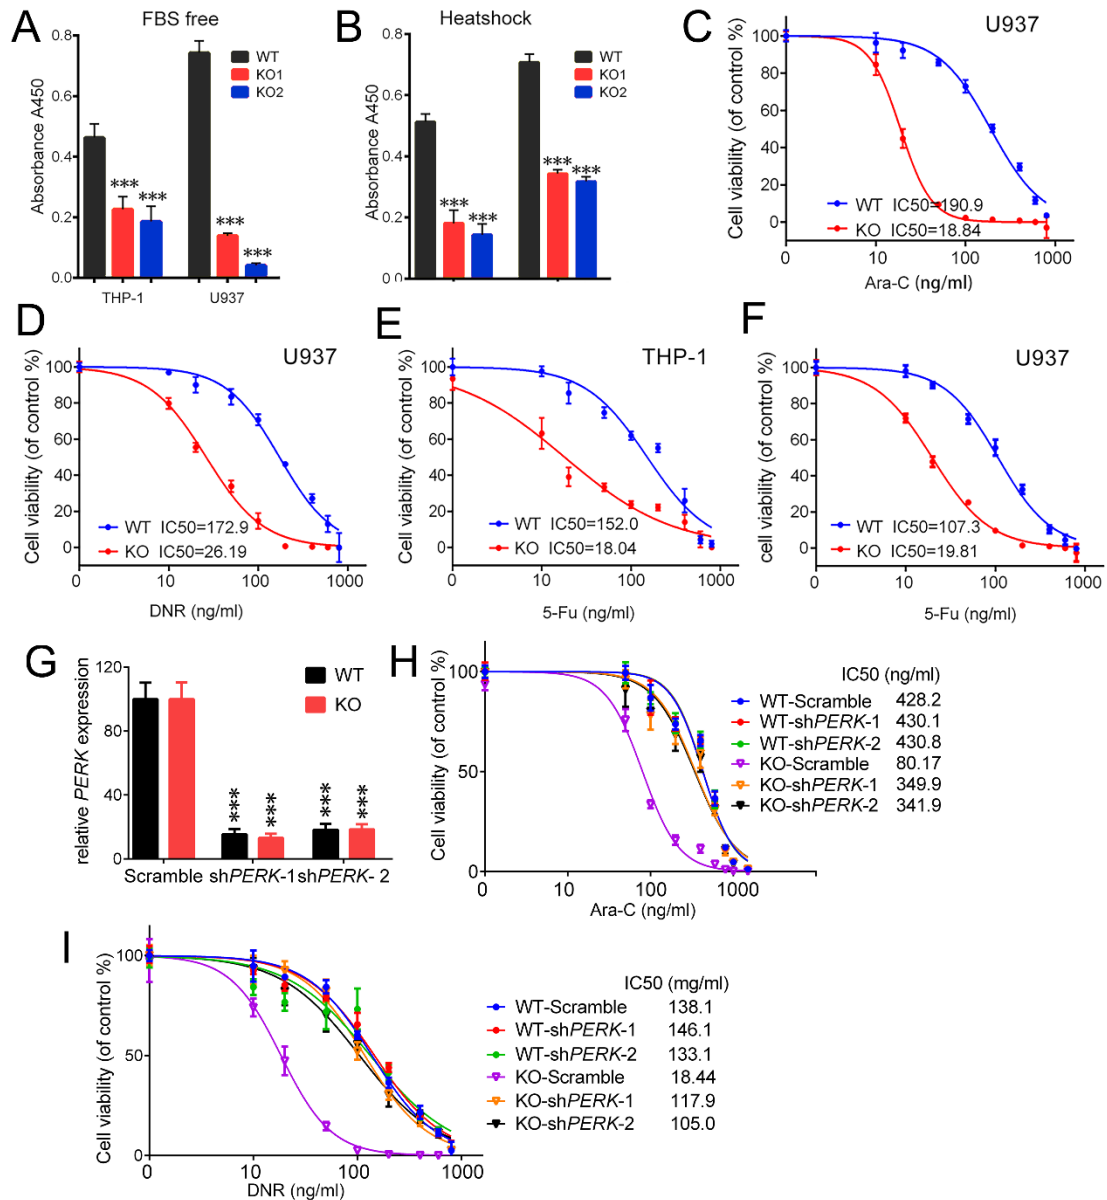 A
FBS free
0.8
0.6
0.4
0.2
0.0
Absorbance A450
WT
KO1
KO2
***
***
***
***
THP-1
U937
B
Heatshock
0.8
0.6
0.4
0.2
0.0
Absorbance A450
WT
KO1
KO2
***
***
***
***
C
U937
100
80
60
40
20
0
Cell viability (of control %)
WT IC50=190.9
KO IC50=18.84
0
10
100
1000
Ara-C (ng/ml)
D
U937
100
80
60
40
20
0
Cell viability (of control %)
WT IC50=172.9
KO IC50=26.19
0
10
100
1000
DNR (ng/ml)
E
THP-1
100
80
60
40
20
0
Cell viability (of control %)
WT IC50=152.0
KO IC50=18.04
0
10
100
1000
5-Fu (ng/ml)
F
U937
100
80
60
40
20
0
cell viability (of control %)
WT IC50=107.3
KO IC50=19.81
0
10
100
1000
5-Fu (ng/ml)
G
120
80
40
0
relative PERK expression
WT
KO
***
***
***
***
Scramble shPERK-1 shPERK- 2
H
100
50
0
Cell viability (of control %)
0
10
100
1000
Ara-C (ng/ml)
IC50 (ng/ml)
WT-Scramble 428.2
WT-shPERK-1 430.1
WT-shPERK-2 430.8
KO-Scramble 80.17
KO-shPERK-1 349.9
KO-shPERK-2 341.9
I
100
50
0
Cell viability (of control %)
0
10
100
1000
DNR (ng/ml)
IC50 (mg/ml)
WT-Scramble 138.1
WT-shPERK-1 146.1
WT-shPERK-2 133.1
KO-Scramble 18.44
KO-shPERK-1 117.9
KO-shPERK-2 105.0